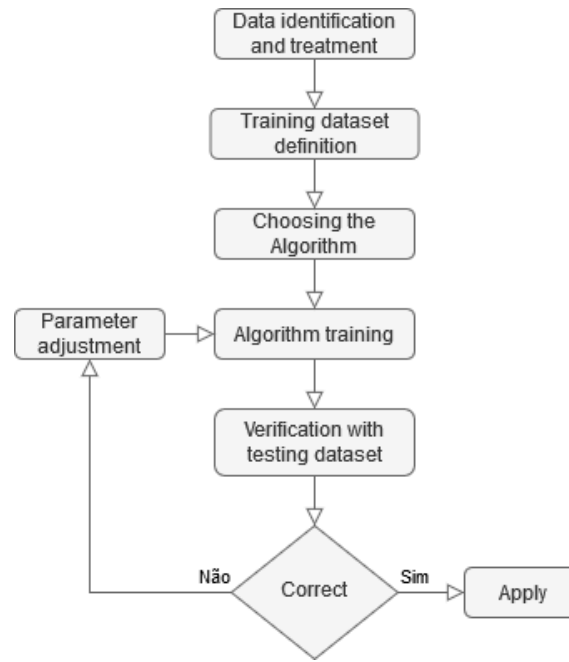 Data identification
and treatment
Training dataset
definition
Choosing the
Algorithm
Parameter
adjustment
Algorithm training
Verification with
testing dataset
Não
Correct
Sim
Apply